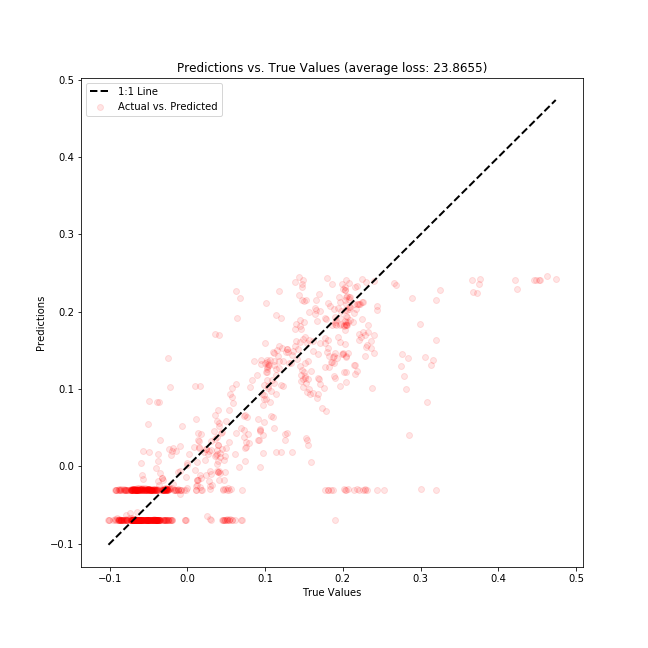 Predictions vs. True Values (average loss: 23.8655)
0.5
1:1 Line
Actual vs. Predicted
0.4
0.3
0.2
0.1
0.0
−0.1
Predictions
−0.1 0.0 0.1 0.2 0.3 0.4 0.5
True Values